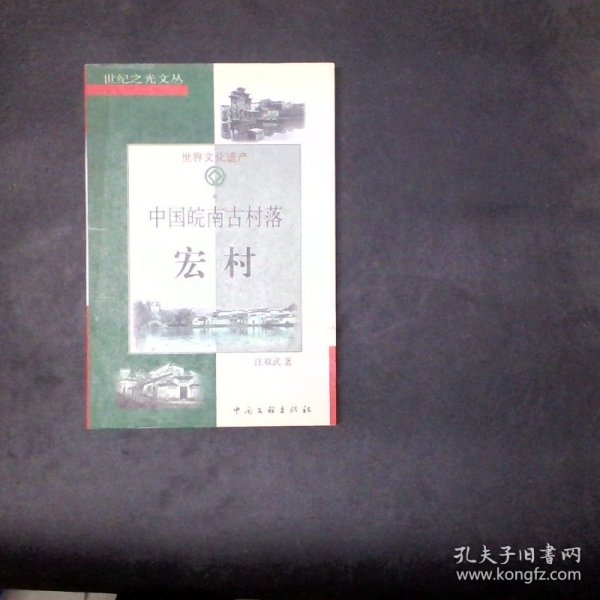 世纪之光文丛
世界文化遗产
中国皖南古村落
宏村
汪双武 著
中国文联出版社
孔夫子旧书网
www.kongfz.com